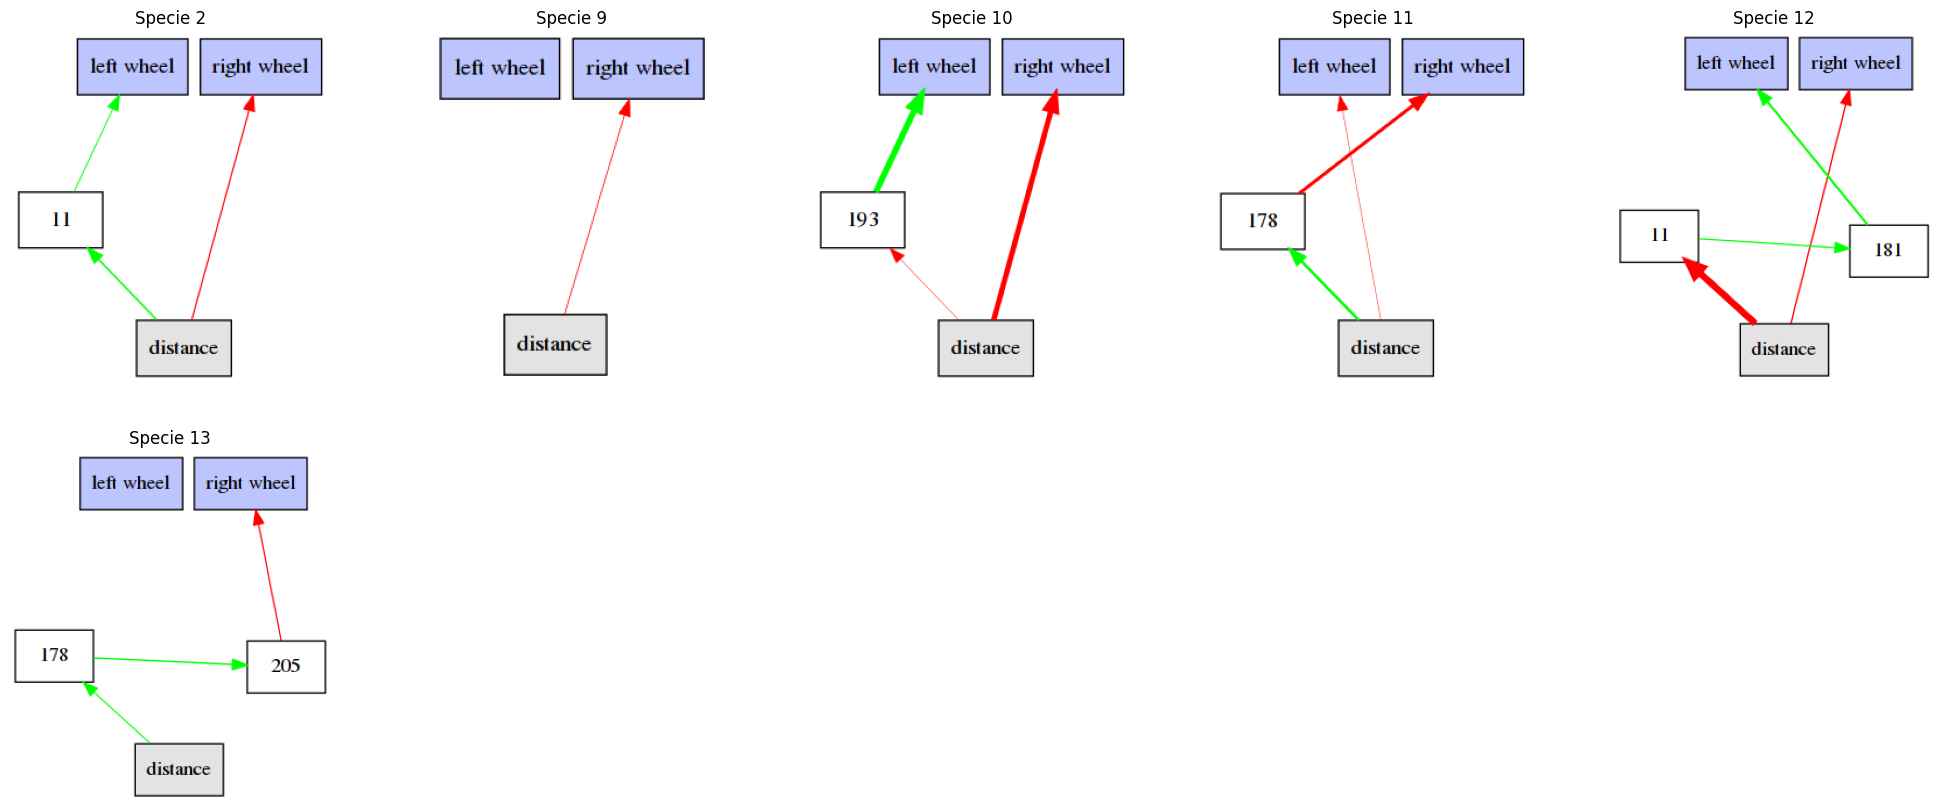 Specie 2
left wheel
right wheel
11
distance
Specie 9
left wheel
right wheel
distance
Specie 10
left wheel
right wheel
193
distance
Specie 11
left wheel
right wheel
178
distance
Specie 12
left wheel
right wheel
11
181
distance
Specie 13
left wheel
right wheel
178
205
distance